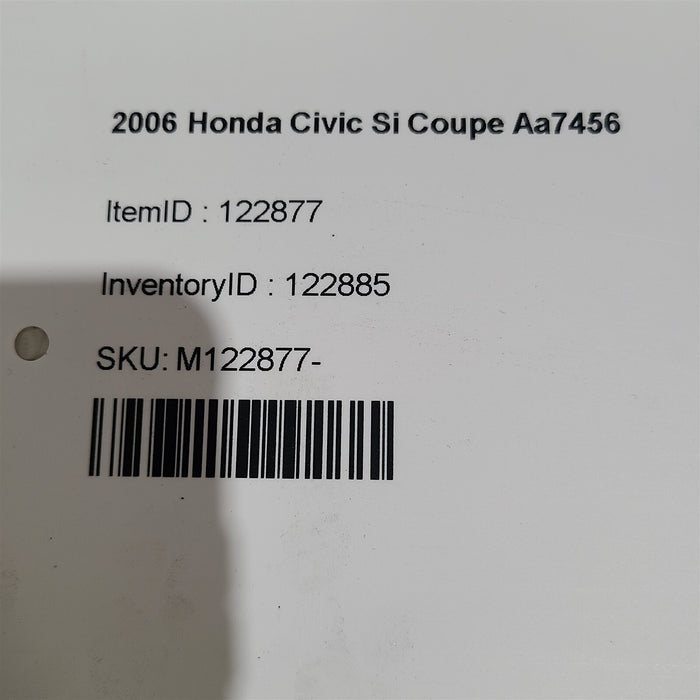 2006 Honda Civic Si Coupe Aa7456
ItemID : 122877
InventoryID : 122885
SKU: M122877-